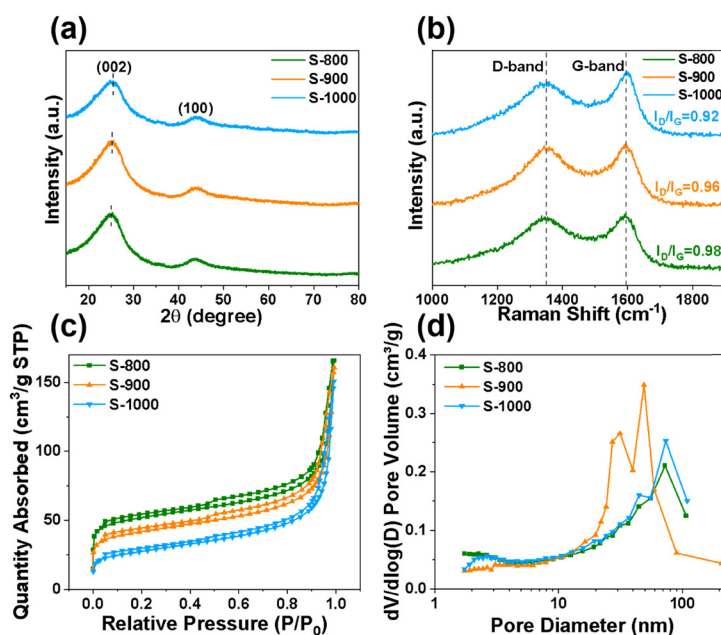 (a)
(002)
(100)
S-800
S-900
S-1000
Intensity (a.u.)
20 30 40 50 60 70 80
2θ (degree)
(b)
D-band
G-band
S-800
S-900
S-1000
I_D/I_G=0.92
I_D/I_G=0.96
I_D/I_G=0.98
Intensity (a.u.)
1000 1200 1400 1600 1800
Raman Shift (cm⁻¹)
(c)
S-800
S-900
S-1000
Quantity Absorbed (cm³/g STP)
150
100
50
0
0.0 0.2 0.4 0.6 0.8 1.0
Relative Pressure (P/P₀)
(d)
S-800
S-900
S-1000
dV/dlog(D) Pore Volume (cm³/g)
0.4
0.3
0.2
0.1
0.0
1 10 100
Pore Diameter (nm)